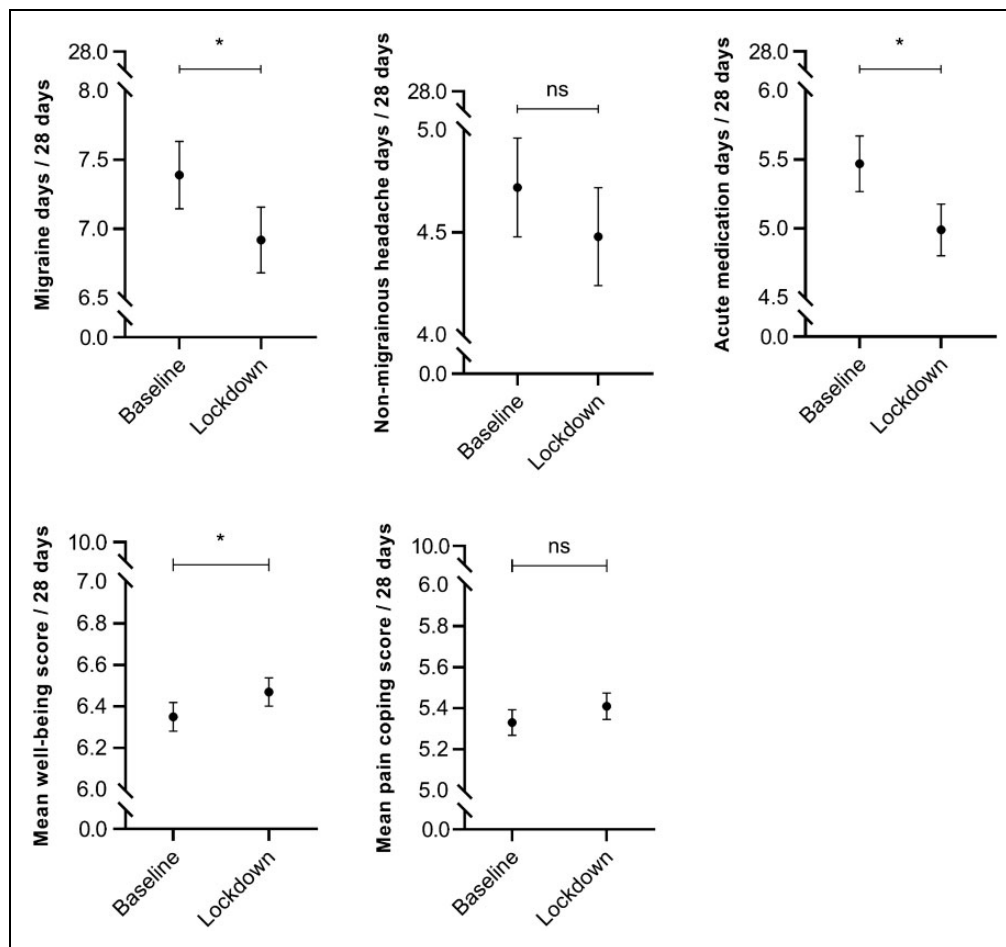 Migraine days / 28 days
28.0
8.0
7.5
7.0
6.5
0.0
*
Baseline
Lockdown
Non-migrainous headache days / 28 days
28.0
5.0
4.5
4.0
0.0
ns
Baseline
Lockdown
Acute medication days / 28 days
28.0
6.0
5.5
5.0
4.5
0.0
*
Baseline
Lockdown
Mean well-being score / 28 days
10.0
7.0
6.8
6.6
6.4
6.2
6.0
0.0
*
Baseline
Lockdown
Mean pain coping score / 28 days
10.0
6.0
5.8
5.6
5.4
5.2
5.0
0.0
ns
Baseline
Lockdown